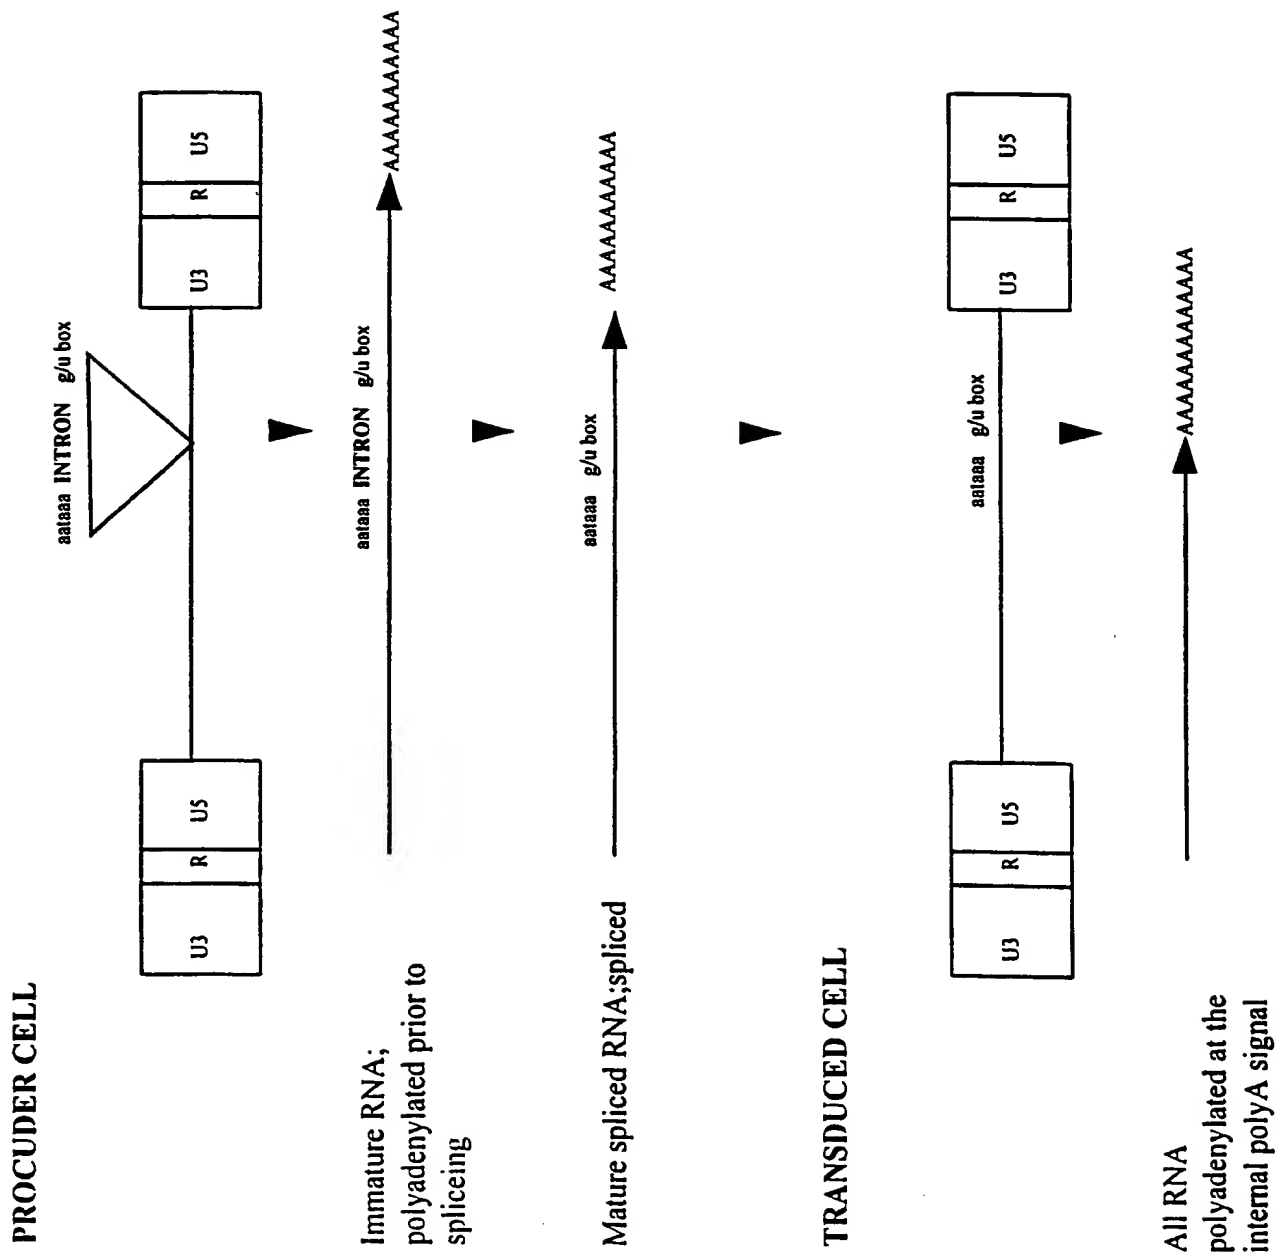 PROCUDER CELL
aataaa INTRON g/u box
U3 R U5 U3 R U5
Immature RNA;
polyadenylated prior to
spliceing
aataaa INTRON g/u box
AAAAAAAAAAA
Mature spliced RNA;spliced
aataaa g/u box
AAAAAAAAAAA
TRANSDUCED CELL
aataaa g/u box
U3 R U5 U3 R U5
All RNA
polyadenylated at the
internal polyA signal
AAAAAAAAAAAAA